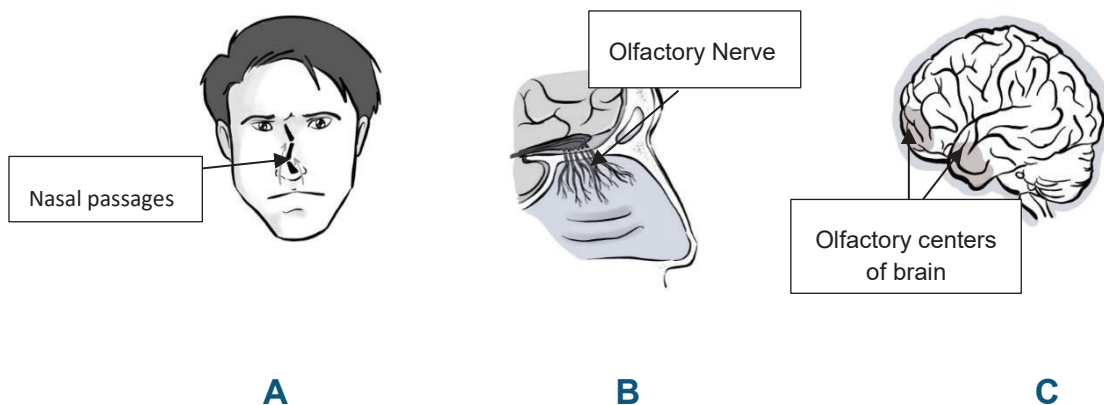 Olfactory Nerve
Nasal passages
Olfactory centers
of brain
A
B
C